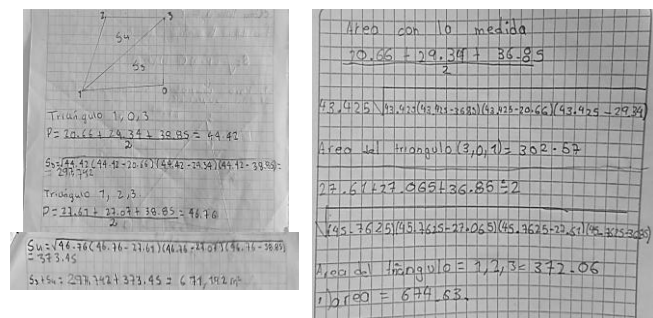 2
3
S4
S3
1
0
Triángulo 1,0,3
P= 20.66 + 29.34 + 38.85 = 44.42
2
S3=√44.42(44.42-20.66)(44.42-29.34)(44.42-38.85)=
= 297,742
Triángulo 1,2,3.
P= 27.61 + 27.07 + 38.85 = 46.76
2
S4= √46.76(46.76-27.61)(46.76-27.07)(46.76-38.85)
= 373.45
S3+S4= 297,742+373.45= 671,192 m²
Area con la medida
20.66 + 29.34 + 36.85
2
43.425 √43.425(43.425-36.85)(43.425-20.66)(43.425-29.34)
Area del triangulo (3,0,1)= 302.57
27.61+27.065+36.85÷2
√(45.7625)(45.7625-27.065)(45.7625-27.61)(45.7625-36.85)
Area del triángulo = 1,2,3= 372.06
area = 674.63.